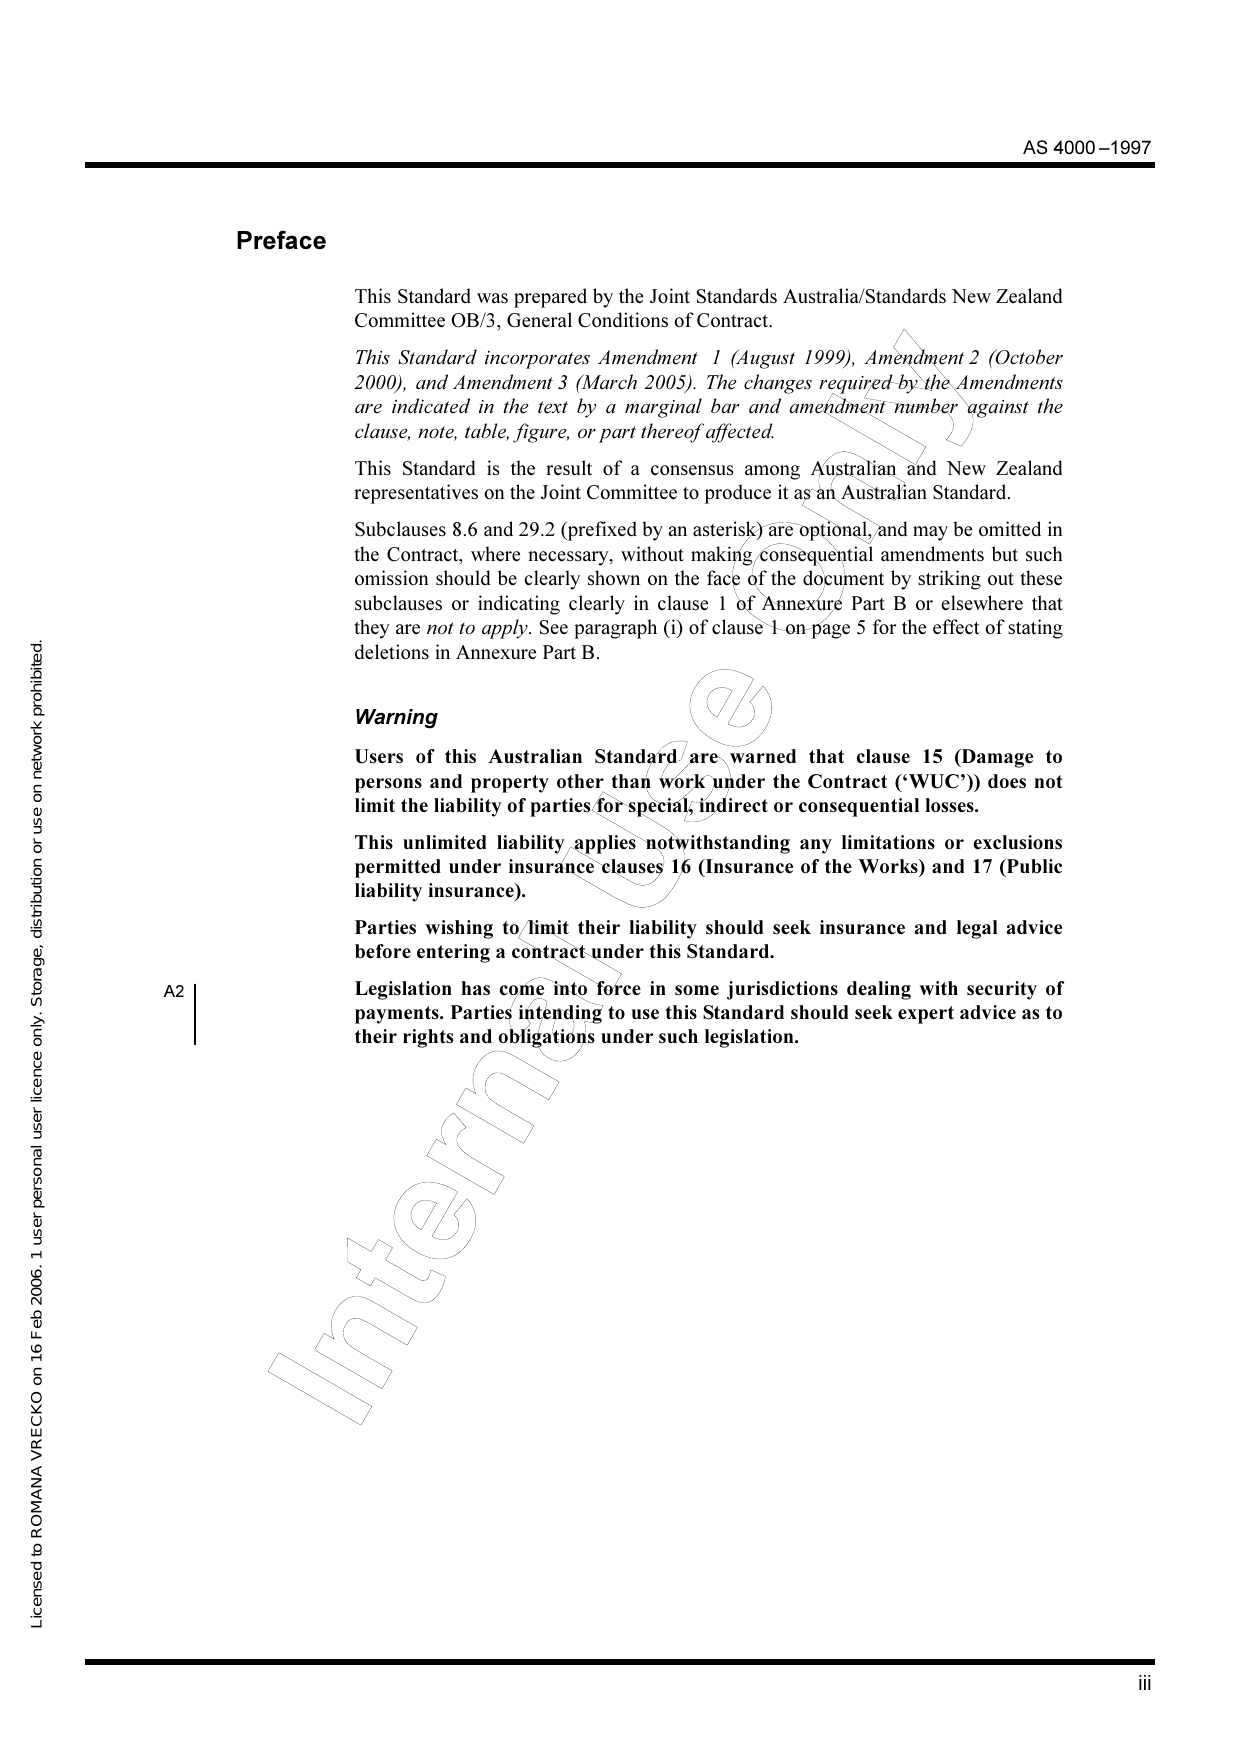 AS 4000 –1997
Preface
This Standard was prepared by the Joint Standards Australia/Standards New Zealand
Committee OB/3, General Conditions of Contract.
This Standard incorporates Amendment 1 (August 1999), Amendment 2 (October
2000), and Amendment 3 (March 2005). The changes required by the Amendments
are indicated in the text by a marginal bar and amendment number against the
clause, note, table, figure, or part thereof affected.
This Standard is the result of a consensus among Australian and New Zealand
representatives on the Joint Committee to produce it as an Australian Standard.
Subclauses 8.6 and 29.2 (prefixed by an asterisk) are optional, and may be omitted in
the Contract, where necessary, without making consequential amendments but such
omission should be clearly shown on the face of the document by striking out these
subclauses or indicating clearly in clause 1 of Annexure Part B or elsewhere that
they are not to apply. See paragraph (i) of clause 1 on page 5 for the effect of stating
deletions in Annexure Part B.
Warning
Users of this Australian Standard are warned that clause 15 (Damage to
persons and property other than work under the Contract (‘WUC’)) does not
limit the liability of parties for special, indirect or consequential losses.
This unlimited liability applies notwithstanding any limitations or exclusions
permitted under insurance clauses 16 (Insurance of the Works) and 17 (Public
liability insurance).
Parties wishing to limit their liability should seek insurance and legal advice
before entering a contract under this Standard.
A2
Legislation has come into force in some jurisdictions dealing with security of
payments. Parties intending to use this Standard should seek expert advice as to
their rights and obligations under such legislation.
Internal use only
Licensed to ROMANA VRECKO on 16 Feb 2006. 1 user personal user licence only. Storage, distribution or use on network prohibited.
iii